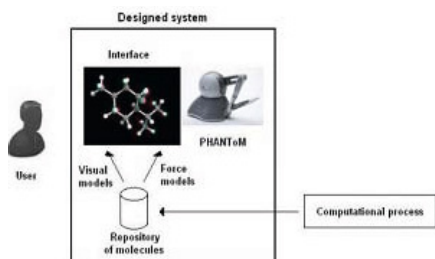 Designed system
Interface
PHANToM
User
Visual
models
Force
models
Computational process
Repository
of molecules